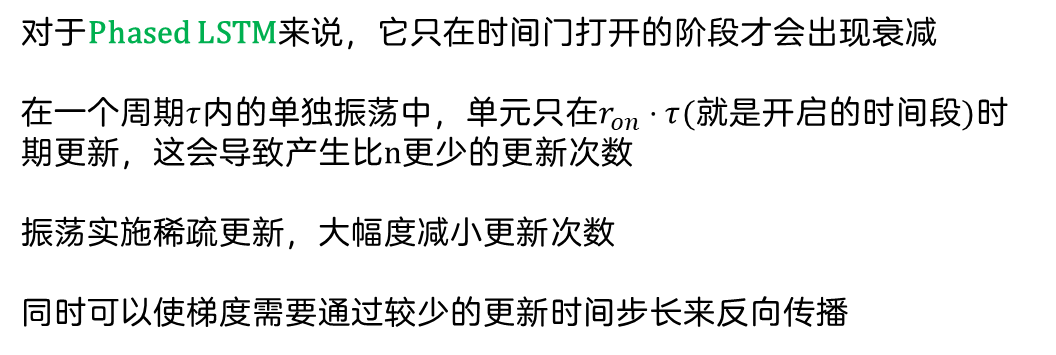 对于Phased LSTM来说，它只在时间门打开的阶段才会出现衰减
在一个周期τ内的单独振荡中，单元只在r_on · τ(就是开启的时间段)时
期更新，这会导致产生比n更少的更新次数
振荡实施稀疏更新，大幅度减小更新次数
同时可以使梯度需要通过较少的更新时间步长来反向传播